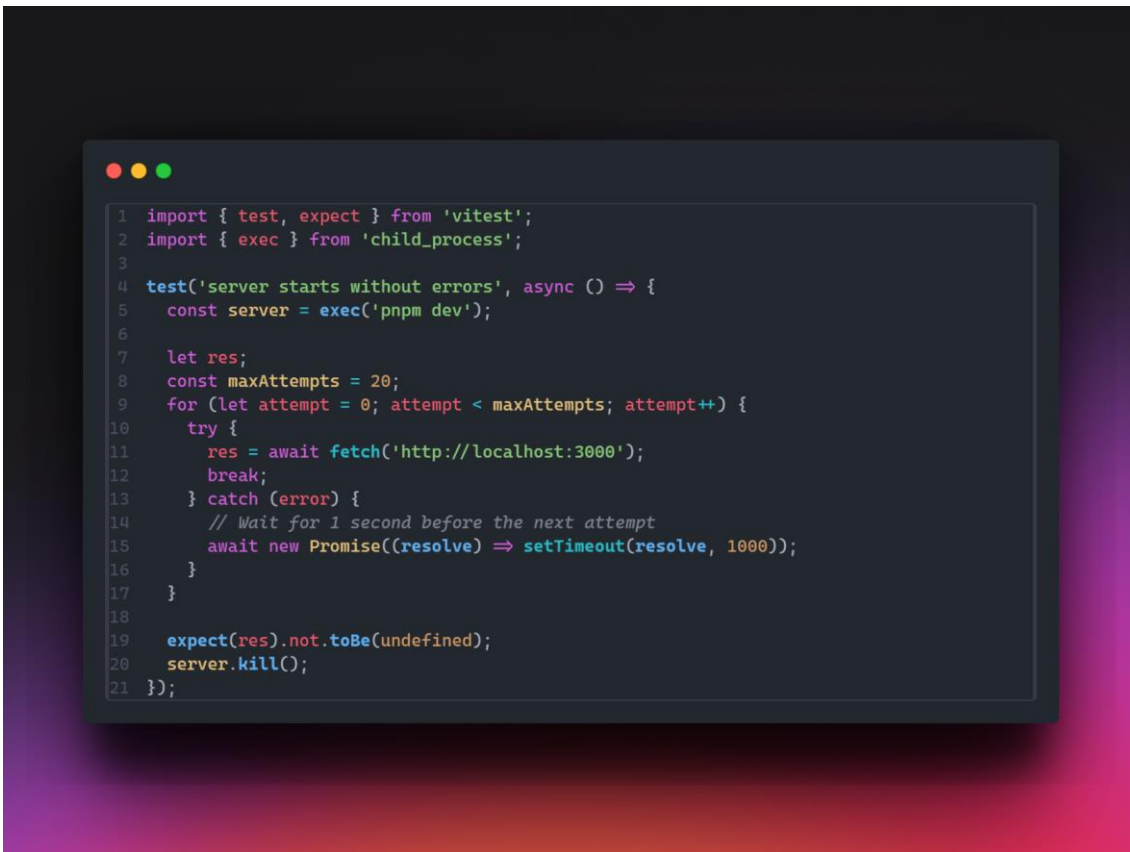 1 import { test, expect } from 'vitest';
2 import { exec } from 'child_process';
3
4 test('server starts without errors', async () => {
5   const server = exec('pnpm dev');
6
7   let res;
8   const maxAttempts = 20;
9   for (let attempt = 0; attempt < maxAttempts; attempt++) {
10     try {
11       res = await fetch('http://localhost:3000');
12       break;
13     } catch (error) {
14       // Wait for 1 second before the next attempt
15       await new Promise((resolve) => setTimeout(resolve, 1000));
16     }
17   }
18
19   expect(res).not.toBe(undefined);
20   server.kill();
21 });